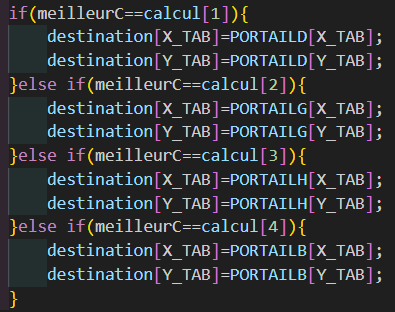 if(meilleurC==calcul[1]){
    destination[X_TAB]=PORTAILD[X_TAB];
    destination[Y_TAB]=PORTAILD[Y_TAB];
}else if(meilleurC==calcul[2]){
    destination[X_TAB]=PORTAILG[X_TAB];
    destination[Y_TAB]=PORTAILG[Y_TAB];
}else if(meilleurC==calcul[3]){
    destination[X_TAB]=PORTAILH[X_TAB];
    destination[Y_TAB]=PORTAILH[Y_TAB];
}else if(meilleurC==calcul[4]){
    destination[X_TAB]=PORTAILB[X_TAB];
    destination[Y_TAB]=PORTAILB[Y_TAB];
}